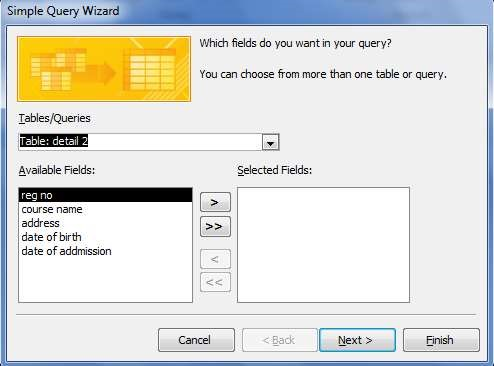 Simple Query Wizard
Which fields do you want in your query?
You can choose from more than one table or query.
Tables/Queries
Table: detail 2
Available Fields:
Selected Fields:
reg no
course name
address
date of birth
date of addmission
>
>>
<
<<
Cancel
< Back
Next >
Finish